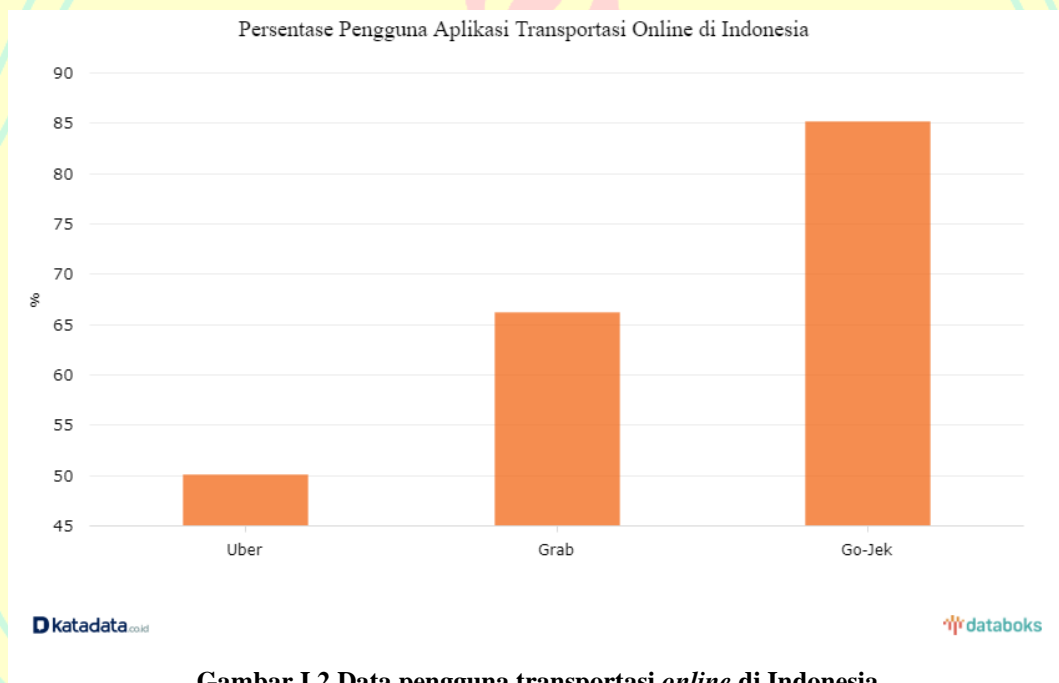 Persentase Pengguna Aplikasi Transportasi Online di Indonesia
90
85
80
75
70
65
60
55
50
45
%
Uber Grab Go-Jek
Dkatadata.co.id databoks
Gambar I.2 Data pengguna transportasi online di Indonesia